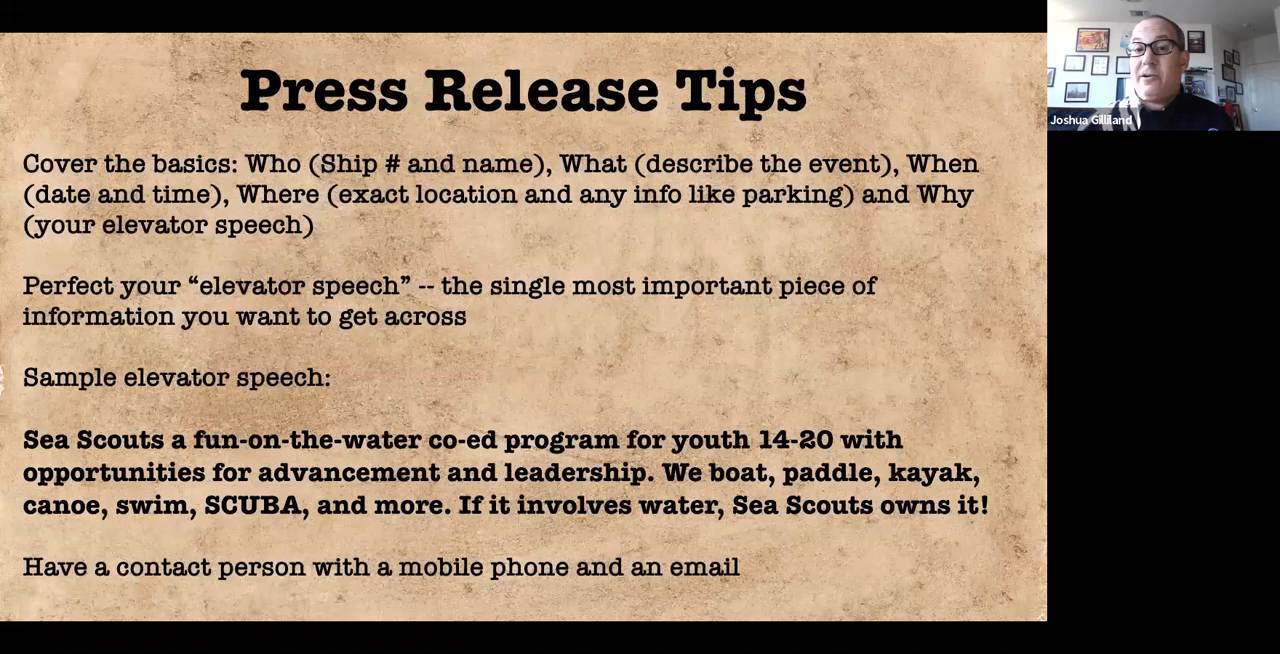 Press Release Tips
Cover the basics: Who (Ship # and name), What (describe the event), When
(date and time), Where (exact location and any info like parking) and Why
(your elevator speech)
Perfect your “elevator speech” -- the single most important piece of
information you want to get across
Sample elevator speech:
Sea Scouts a fun-on-the-water co-ed program for youth 14-20 with
opportunities for advancement and leadership. We boat, paddle, kayak,
canoe, swim, SCUBA, and more. If it involves water, Sea Scouts owns it!
Have a contact person with a mobile phone and an email
Joshua Gilliland